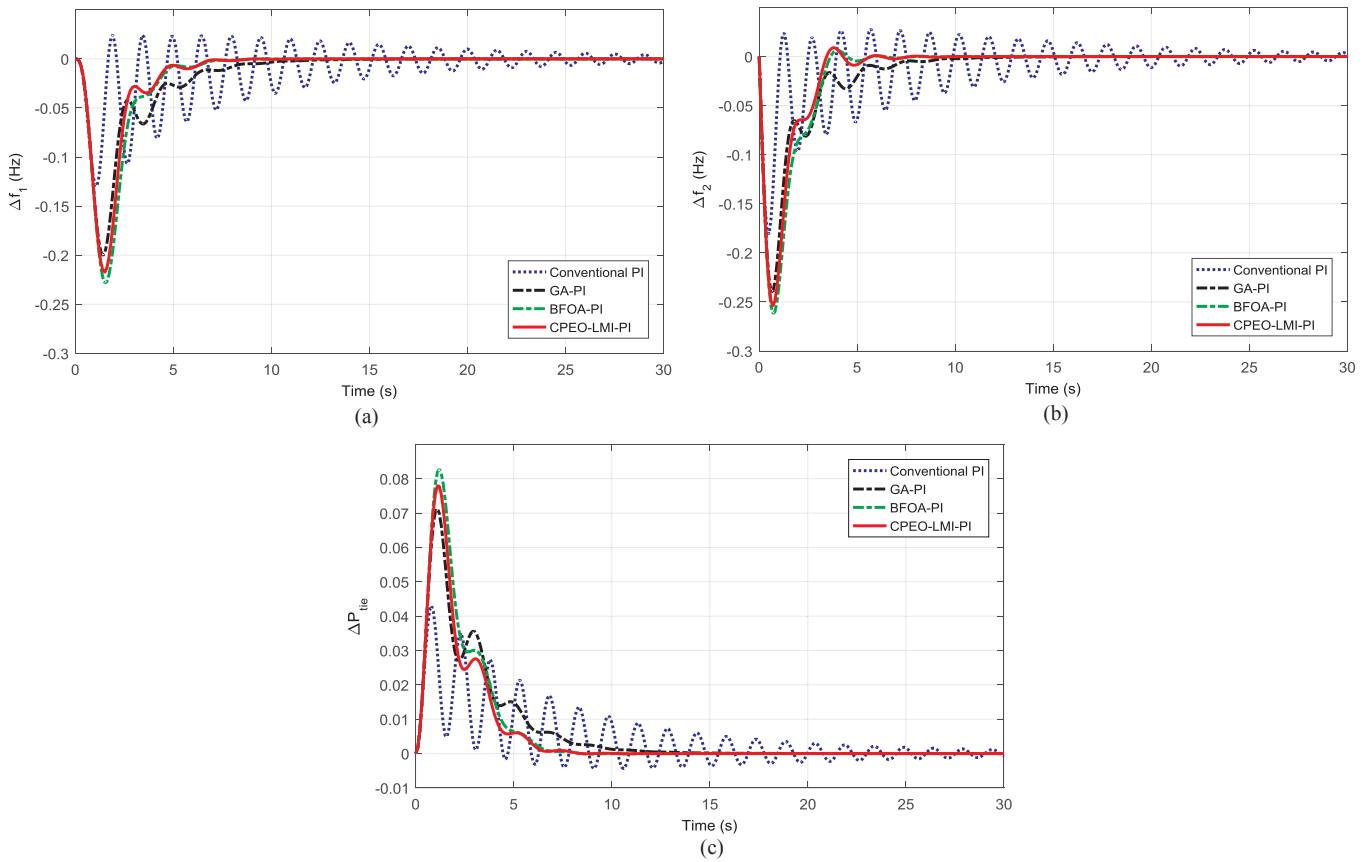 0
-0.05
-0.1
-0.15
-0.2
-0.25
-0.3
Δf1 (Hz)
0 5 10 15 20 25 30
Time (s)
Conventional PI
GA-PI
BFOA-PI
CPEO-LMI-PI
(a)
0
-0.05
-0.1
-0.15
-0.2
-0.25
-0.3
Δf2 (Hz)
0 5 10 15 20 25 30
Time (s)
Conventional PI
GA-PI
BFOA-PI
CPEO-LMI-PI
(b)
0.08
0.07
0.06
0.05
0.04
0.03
0.02
0.01
0
-0.01
ΔPtie
0 5 10 15 20 25 30
Time (s)
Conventional PI
GA-PI
BFOA-PI
CPEO-LMI-PI
(c)